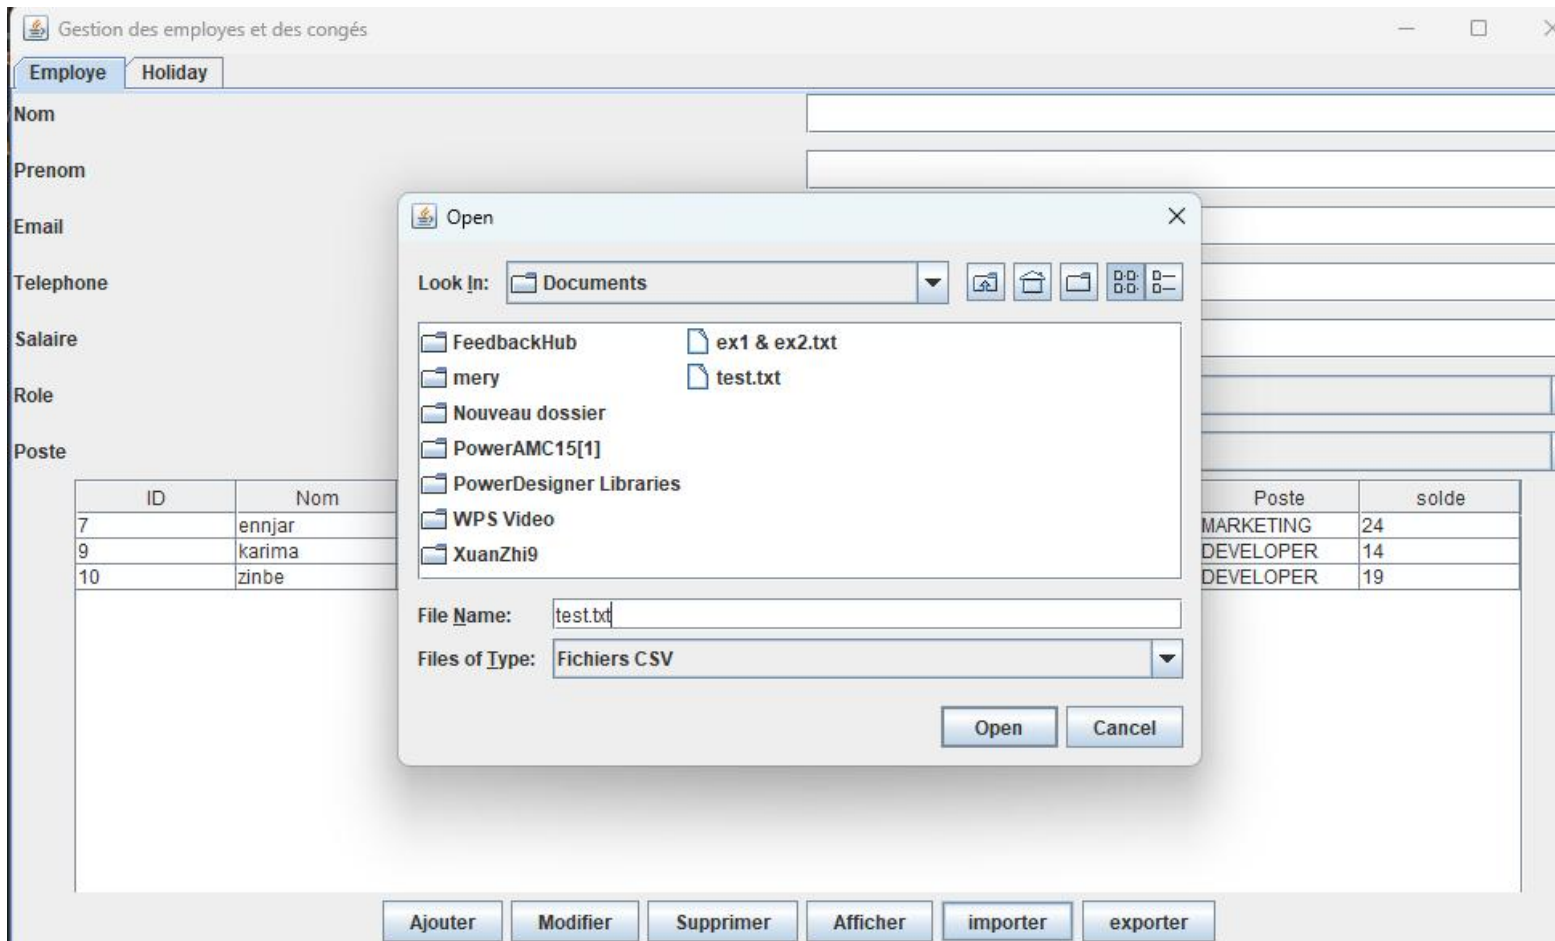 Gestion des employes et des congés
Employe Holiday
Nom
Prenom
Email
Telephone
Salaire
Role
Poste
Open
Look In: Documents
FeedbackHub ex1 & ex2.txt
mery test.txt
Nouveau dossier
PowerAMC15[1]
PowerDesigner Libraries
WPS Video
XuanZhi9
File Name: test.txt
Files of Type: Fichiers CSV
Open Cancel
ID Nom Poste solde
7 ennjar MARKETING 24
9 karima DEVELOPER 14
10 zinbe DEVELOPER 19
Ajouter Modifier Supprimer Afficher importer exporter